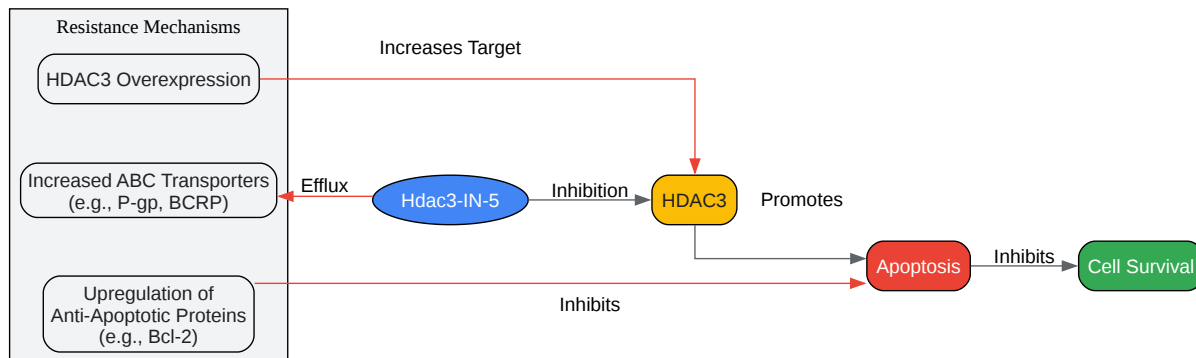 Resistance Mechanisms
HDAC3 Overexpression
Increases Target
Increased ABC Transporters
(e.g., P-gp, BCRP)
Efflux
Hdac3-IN-5
Inhibition
HDAC3
Promotes
Apoptosis
Inhibits
Cell Survival
Upregulation of
Anti-Apoptotic Proteins
(e.g., Bcl-2)
Inhibits